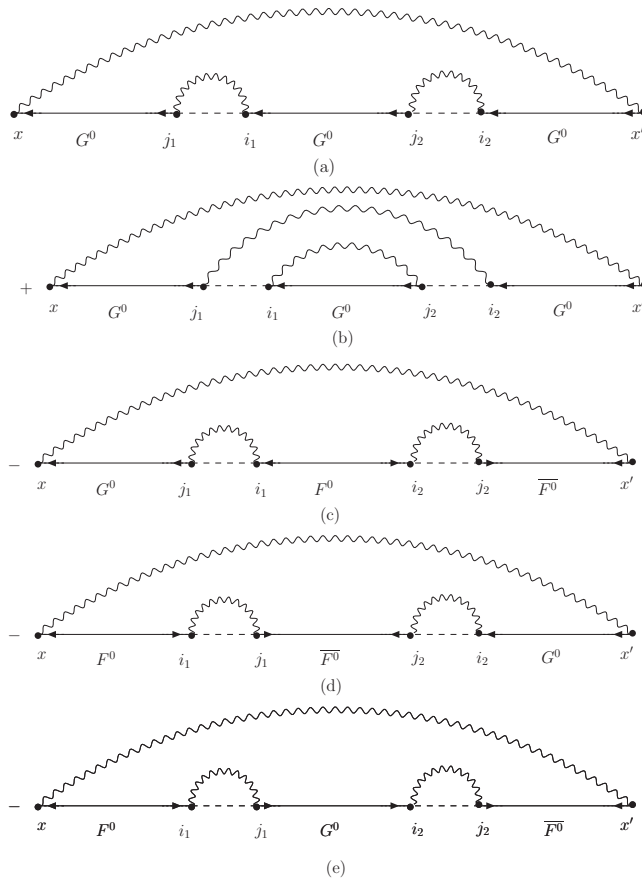 x G⁰ j₁ i₁ G⁰ j₂ i₂ G⁰ x'
(a)
+ x G⁰ j₁ i₁ G⁰ j₂ i₂ G⁰ x'
(b)
− x G⁰ j₁ i₁ F⁰ i₂ j₂ F̅⁰̅ x'
(c)
− x F⁰ i₁ j₁ F̅⁰̅ j₂ i₂ G⁰ x'
(d)
− x F⁰ i₁ j₁ G⁰ i₂ j₂ F̅⁰̅ x'
(e)